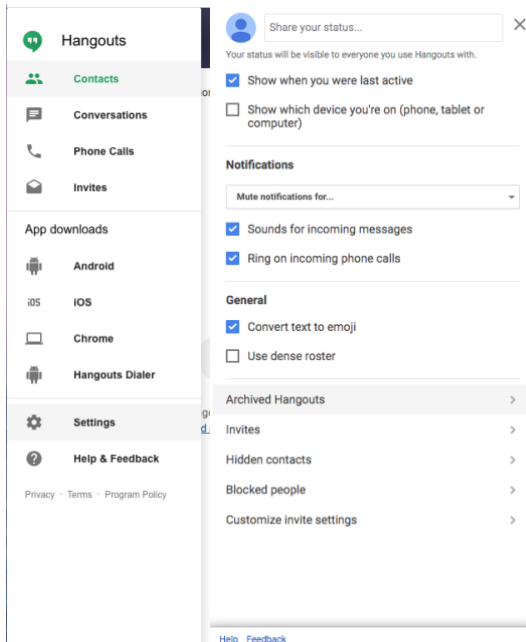 Hangouts
Contacts
Conversations
Phone Calls
Invites
App downloads
Android
iOS
iOS
Chrome
Hangouts Dialer
Settings
Help & Feedback
Privacy · Terms · Program Policy
Share your status...
Your status will be visible to everyone you use Hangouts with.
Show when you were last active
Show which device you're on (phone, tablet or
computer)
Notifications
Mute notifications for...
Sounds for incoming messages
Ring on incoming phone calls
General
Convert text to emoji
Use dense roster
Archived Hangouts
Invites
Hidden contacts
Blocked people
Customize invite settings
Help Feedback